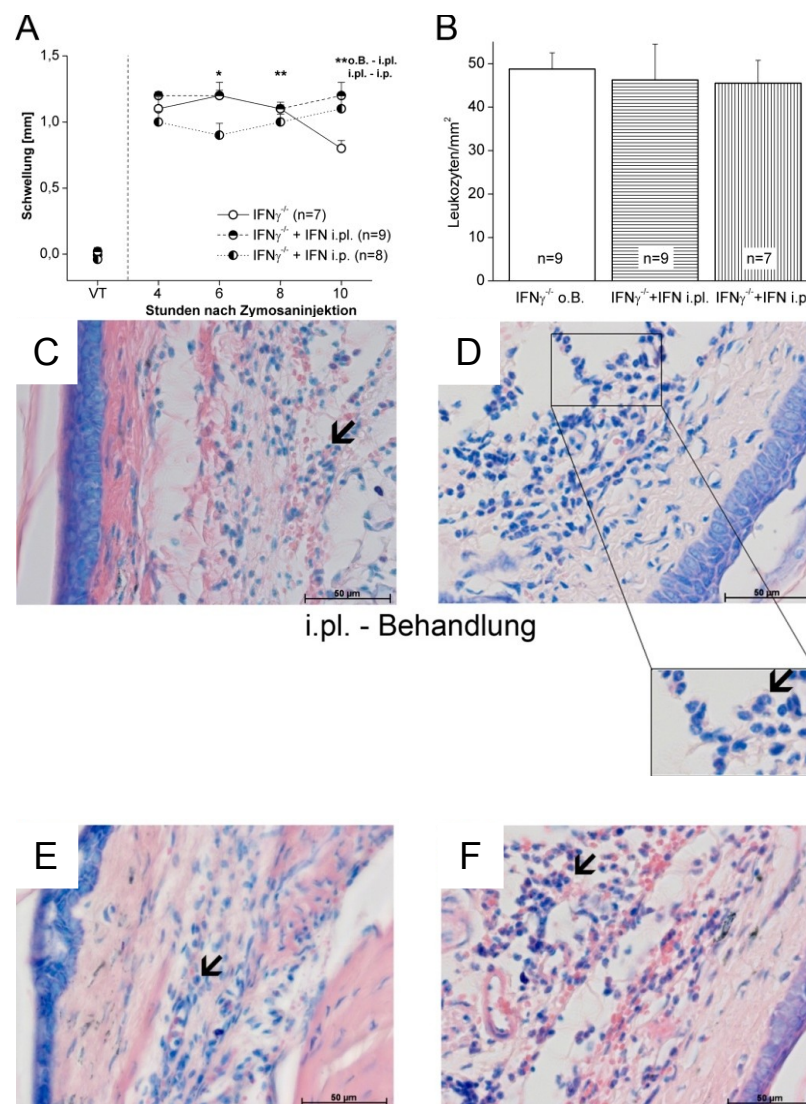 A
1,5
1,0
0,5
0,0
Schwellung [mm]
*
**
**o.B. - i.pl.
i.pl. - i.p.
IFNγ-/- (n=7)
IFNγ-/- + IFN i.pl. (n=9)
IFNγ-/- + IFN i.p. (n=8)
VT 4 6 8 10
Stunden nach Zymosaninjektion
B
50
40
30
20
10
0
Leukozyten/mm2
n=9 n=9 n=7
IFNγ-/- o.B. IFNγ-/-+IFN i.pl. IFNγ-/-+IFN i.p
C
50 µm
D
50 µm
i.pl. - Behandlung
E
50 µm
F
50 µm